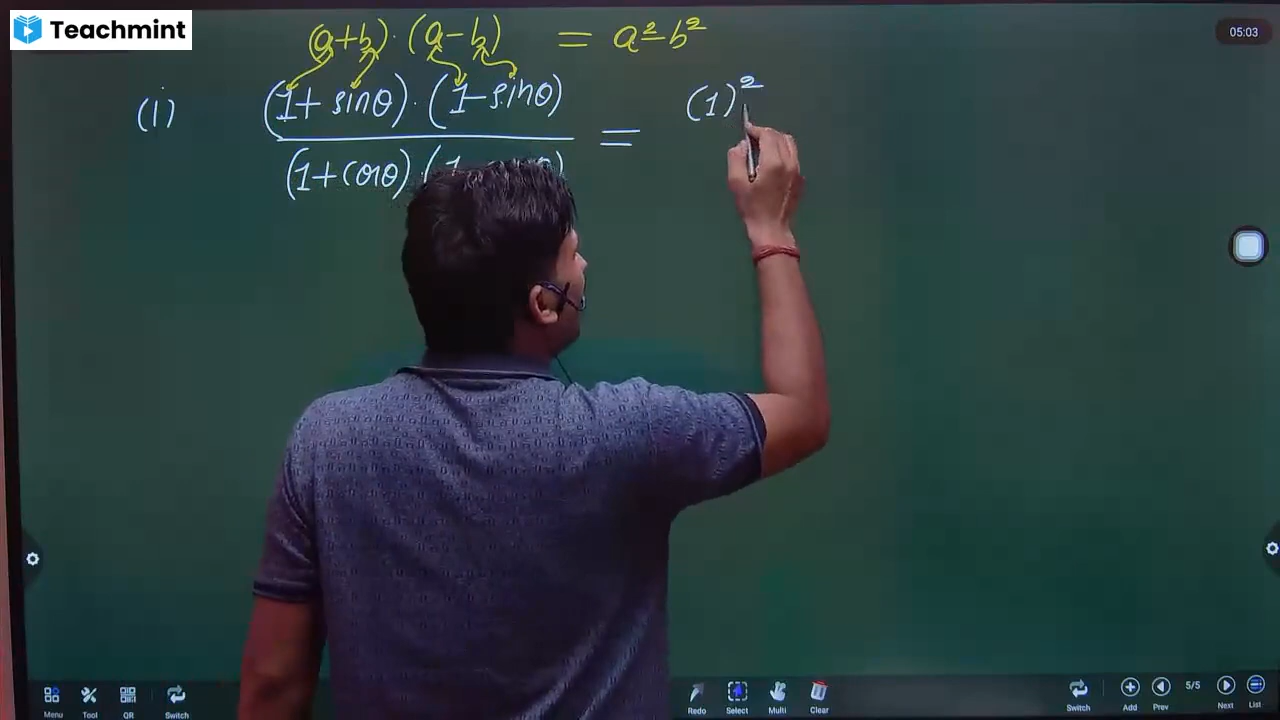 Teachmint
05:03
(a+b)·(a-b) = a²-b²
(i) (1+ sinθ)·(1-sinθ) = (1)²
(1+cosθ)·(1
Menu Tool QR Switch Redo Select Multi Clear Switch Add Prev 5/5 Next List